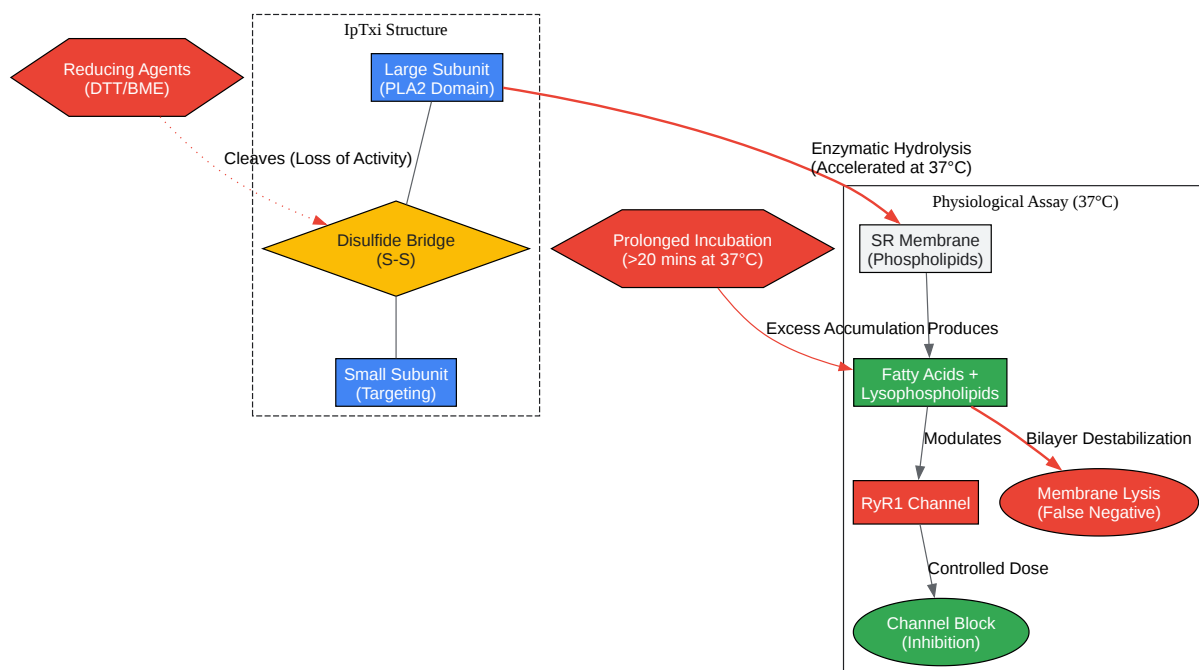 IpTxi Structure
Reducing Agents
(DTT/BME)
Large Subunit
(PLA2 Domain)
Cleaves (Loss of Activity)
Enzymatic Hydrolysis
(Accelerated at 37°C)
Physiological Assay (37°C)
Disulfide Bridge
(S-S)
Prolonged Incubation
(>20 mins at 37°C)
SR Membrane
(Phospholipids)
Excess Accumulation
Produces
Small Subunit
(Targeting)
Fatty Acids +
Lysophospholipids
Modulates
Bilayer Destabilization
RyR1 Channel
Membrane Lysis
(False Negative)
Controlled Dose
Channel Block
(Inhibition)